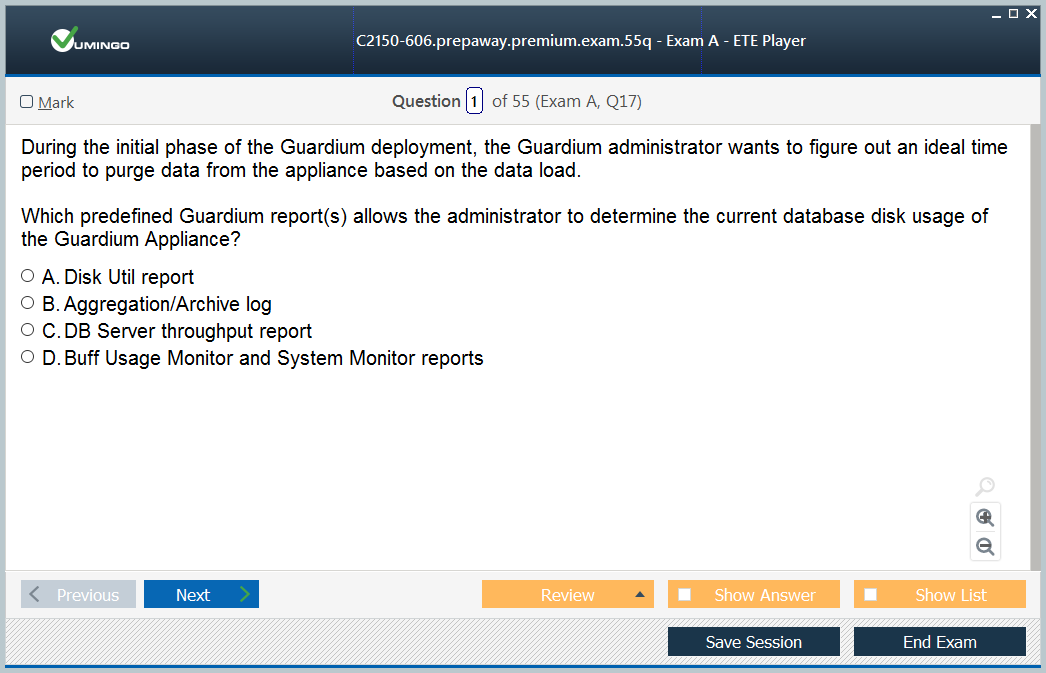 VUMINGO
C2150-606.prepaway.premium.exam.55q - Exam A - ETE Player
Mark
Question 1 of 55 (Exam A, Q17)
During the initial phase of the Guardium deployment, the Guardium administrator wants to figure out an ideal time
period to purge data from the appliance based on the data load.
Which predefined Guardium report(s) allows the administrator to determine the current database disk usage of
the Guardium Appliance?
A. Disk Util report
B. Aggregation/Archive log
C. DB Server throughput report
D. Buff Usage Monitor and System Monitor reports
Previous
Next
Review
Show Answer
Show List
Save Session
End Exam